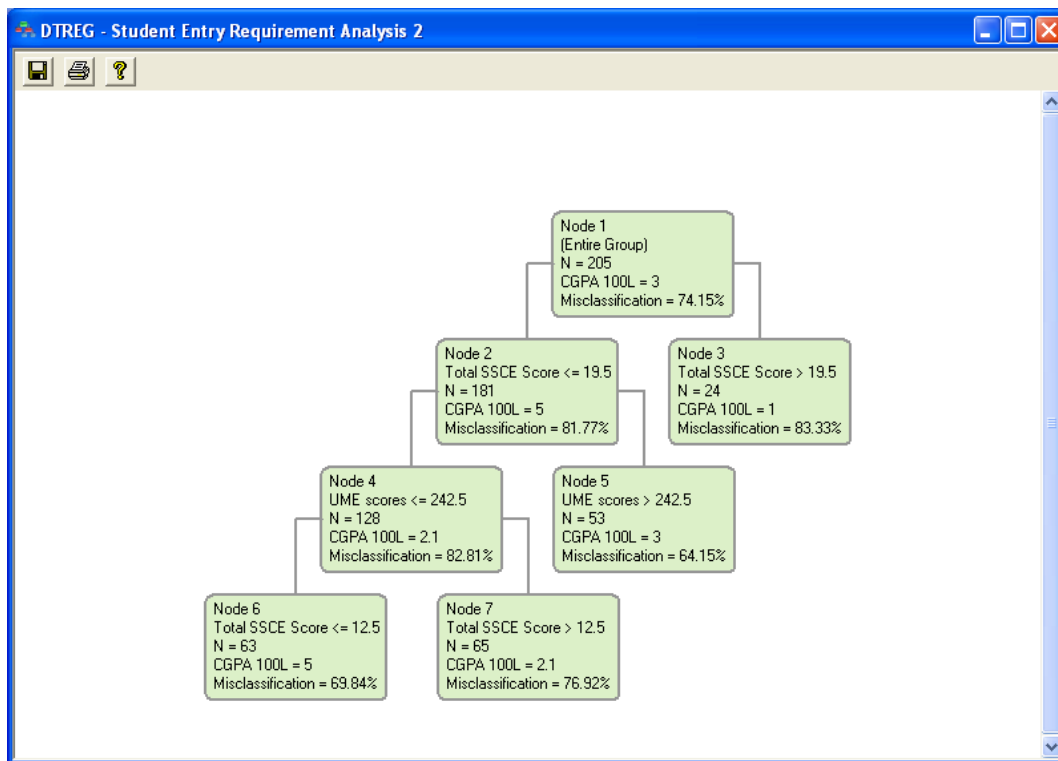 DTREG - Student Entry Requirement Analysis 2
?
Node 1
(Entire Group)
N = 205
CGPA 100L = 3
Misclassification = 74.15%
Node 2
Total SSCE Score <= 19.5
N = 181
CGPA 100L = 5
Misclassification = 81.77%
Node 3
Total SSCE Score > 19.5
N = 24
CGPA 100L = 1
Misclassification = 83.33%
Node 4
UME scores <= 242.5
N = 128
CGPA 100L = 2.1
Misclassification = 82.81%
Node 5
UME scores > 242.5
N = 53
CGPA 100L = 3
Misclassification = 64.15%
Node 6
Total SSCE Score <= 12.5
N = 63
CGPA 100L = 5
Misclassification = 69.84%
Node 7
Total SSCE Score > 12.5
N = 65
CGPA 100L = 2.1
Misclassification = 76.92%